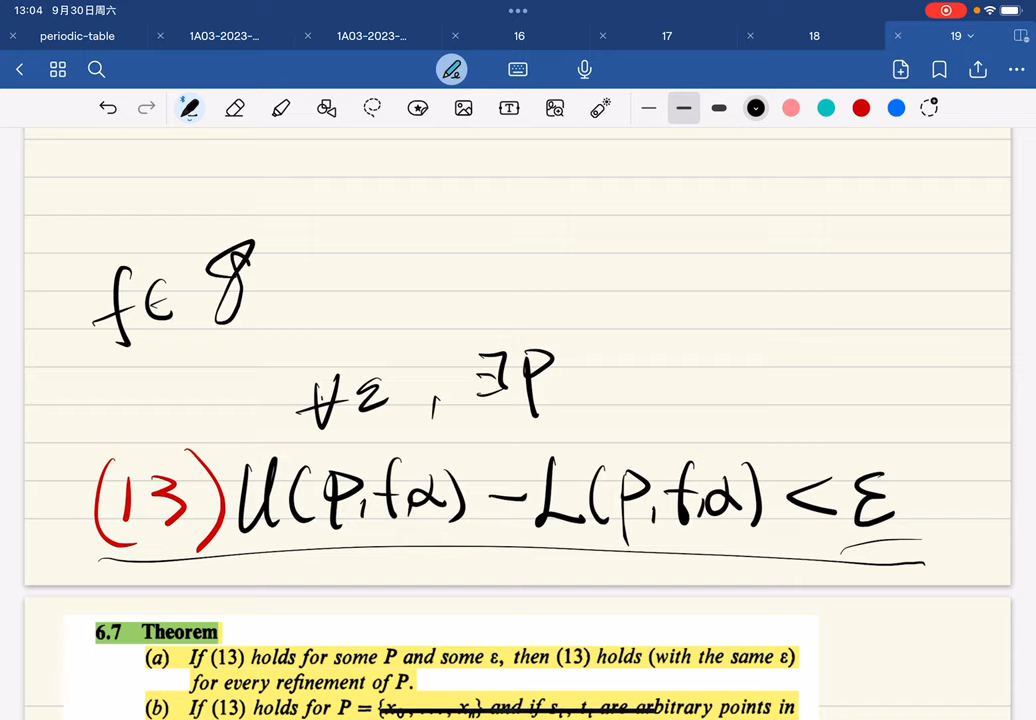 13:04 9月30日周六
periodic-table 1A03-2023-... 1A03-2023-... 16 17 18 19
f∈
∀ε, ∃P
(13) U(P,f,α) - L(P,f,α) < ε
6.7 Theorem
(a) If (13) holds for some P and some ε, then (13) holds (with the same ε)
for every refinement of P.
(b) If (13) holds for P = {x₀, ..., xₙ} and if sᵢ, tᵢ are arbitrary points in